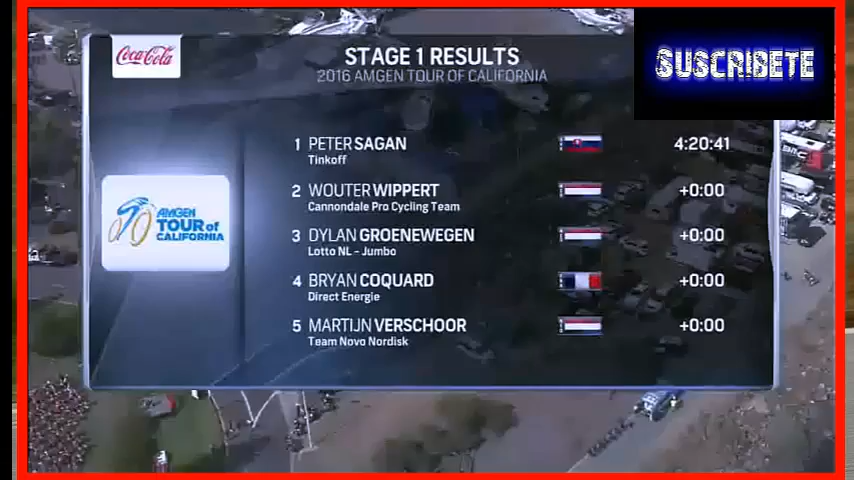 Coca-Cola
STAGE 1 RESULTS
2016 AMGEN TOUR OF CALIFORNIA
SUSCRIBETE
1 PETER SAGAN 4:20:41
Tinkoff
2 WOUTER WIPPERT +0:00
Cannondale Pro Cycling Team
3 DYLAN GROENEWEGEN +0:00
Lotto NL - Jumbo
4 BRYAN COQUARD +0:00
Direct Energie
5 MARTIJN VERSCHOOR +0:00
Team Novo Nordisk
AMGEN
TOUR of
CALIFORNIA